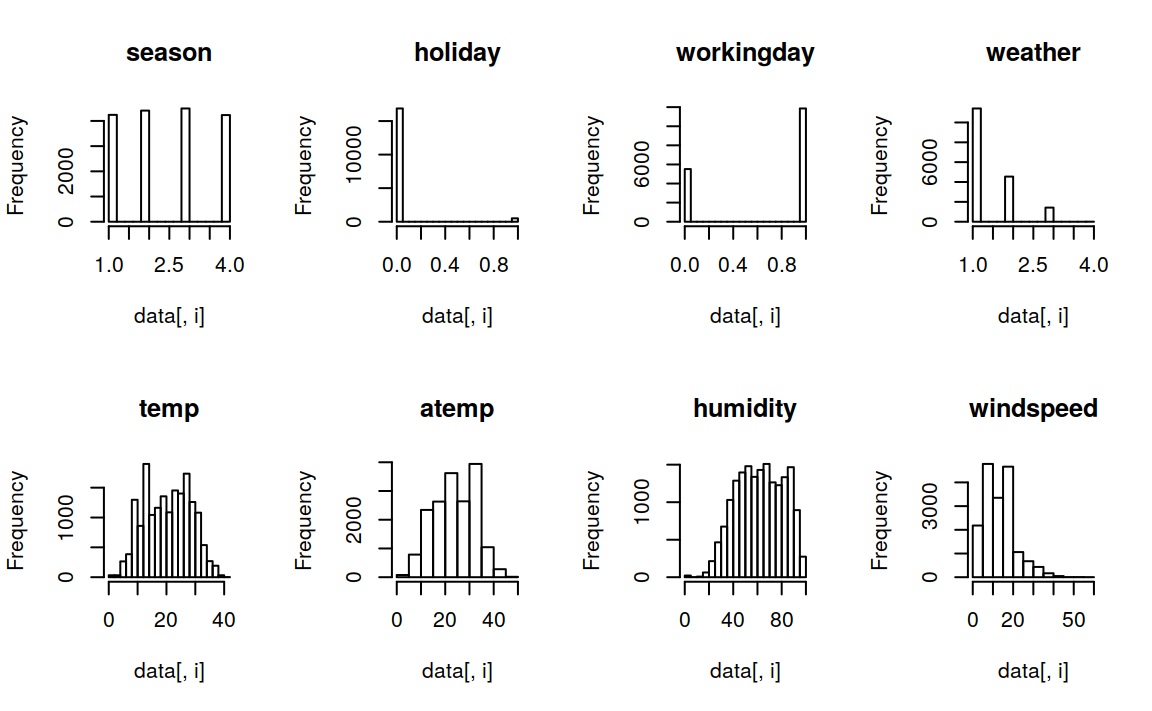 season
Frequency
0
2000
1.0 2.5 4.0
data[, i]
holiday
Frequency
0
10000
0.0 0.4 0.8
data[, i]
workingday
Frequency
0
6000
0.0 0.4 0.8
data[, i]
weather
Frequency
0
6000
1.0 2.5 4.0
data[, i]
temp
Frequency
0
1000
0 20 40
data[, i]
atemp
Frequency
0
2000
0 20 40
data[, i]
humidity
Frequency
0
1000
0 40 80
data[, i]
windspeed
Frequency
0
3000
0 20 50
data[, i]